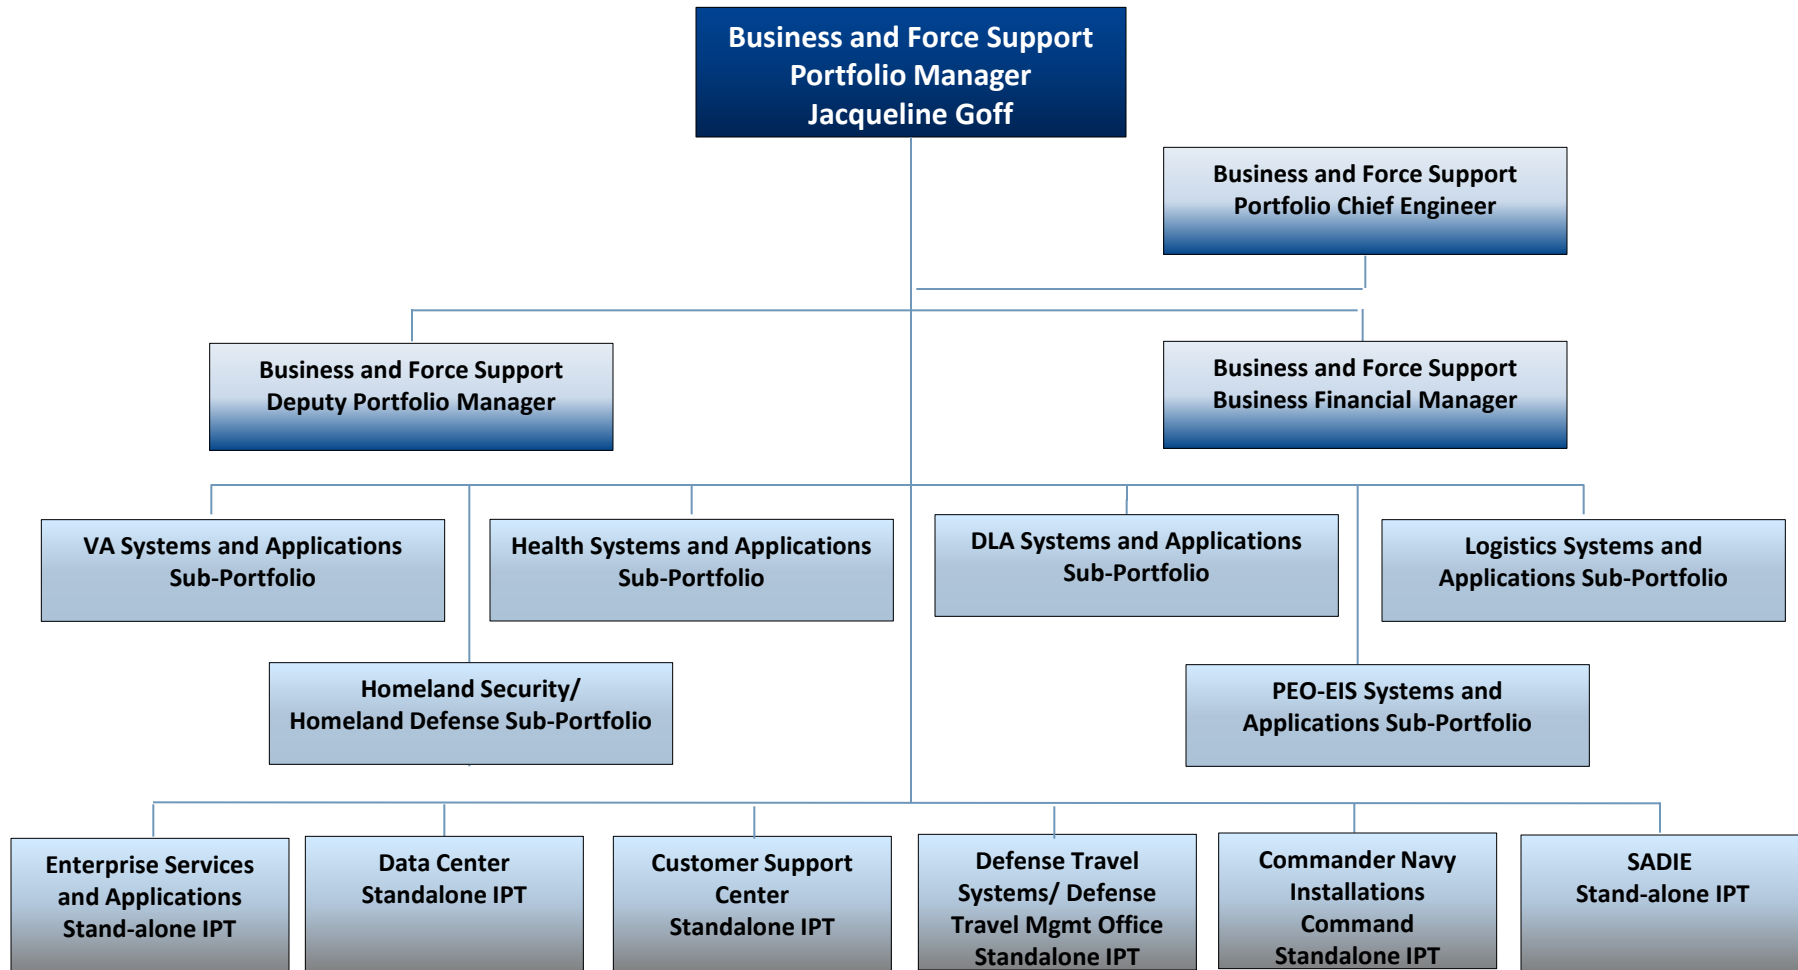 Business and Force Support
Portfolio Manager
Jacqueline Goff
Business and Force Support
Portfolio Chief Engineer
Business and Force Support
Deputy Portfolio Manager
Business and Force Support
Business Financial Manager
VA Systems and Applications
Sub-Portfolio
Health Systems and Applications
Sub-Portfolio
DLA Systems and Applications
Sub-Portfolio
Logistics Systems and
Applications Sub-Portfolio
Homeland Security/
Homeland Defense Sub-Portfolio
PEO-EIS Systems and
Applications Sub-Portfolio
Enterprise Services
and Applications
Stand-alone IPT
Data Center
Standalone IPT
Customer Support
Center
Standalone IPT
Defense Travel
Systems/ Defense
Travel Mgmt Office
Standalone IPT
Commander Navy
Installations
Command
Standalone IPT
SADIE
Stand-alone IPT